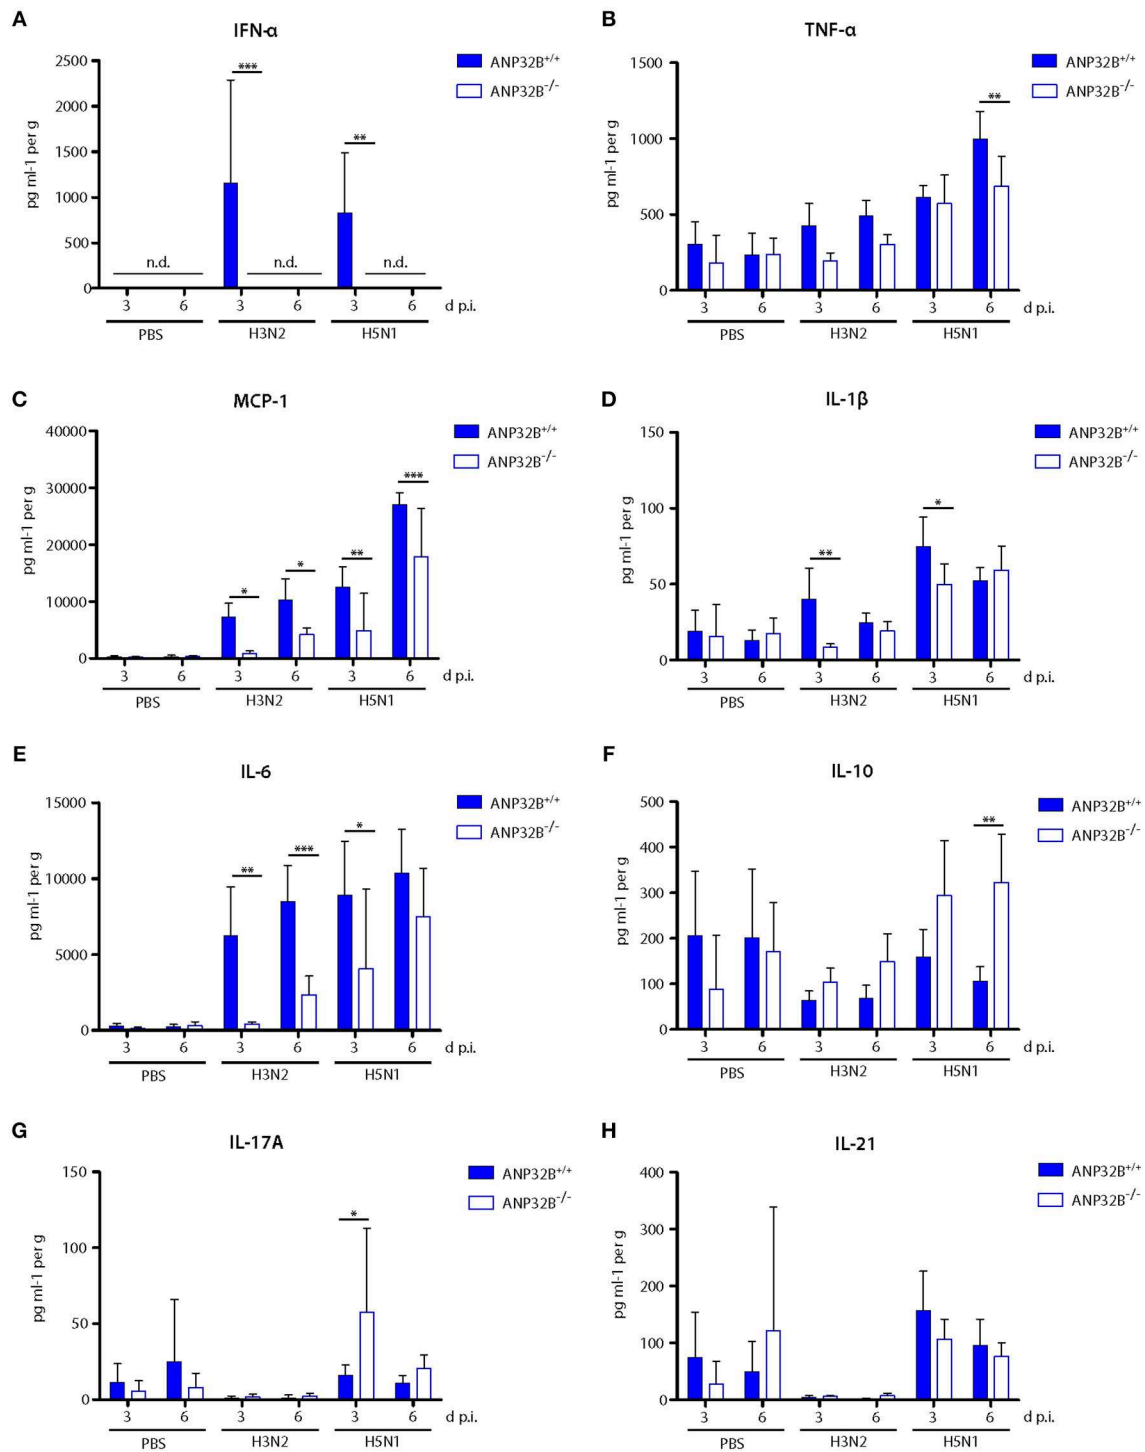 A
IFN-α
ANP32B+/+
ANP32B-/-
pg ml-1 per g
2500
2000
1500
1000
500
0
***
**
n.d.
n.d.
n.d.
3 6 3 6 3 6 d p.i.
PBS H3N2 H5N1
B
TNF-α
ANP32B+/+
ANP32B-/-
pg ml-1 per g
1500
1000
500
0
**
3 6 3 6 3 6 d p.i.
PBS H3N2 H5N1
C
MCP-1
ANP32B+/+
ANP32B-/-
pg ml-1 per g
40000
30000
20000
10000
0
*
*
**
***
3 6 3 6 3 6 d p.i.
PBS H3N2 H5N1
D
IL-1β
ANP32B+/+
ANP32B-/-
pg ml-1 per g
150
100
50
0
**
*
3 6 3 6 3 6 d p.i.
PBS H3N2 H5N1
E
IL-6
ANP32B+/+
ANP32B-/-
pg ml-1 per g
15000
10000
5000
0
**
***
*
3 6 3 6 3 6 d p.i.
PBS H3N2 H5N1
F
IL-10
ANP32B+/+
ANP32B-/-
pg ml-1 per g
500
400
300
200
100
0
**
3 6 3 6 3 6 d p.i.
PBS H3N2 H5N1
G
IL-17A
ANP32B+/+
ANP32B-/-
pg ml-1 per g
150
100
50
0
*
3 6 3 6 3 6 d p.i.
PBS H3N2 H5N1
H
IL-21
ANP32B+/+
ANP32B-/-
pg ml-1 per g
400
300
200
100
0
3 6 3 6 3 6 d p.i.
PBS H3N2 H5N1